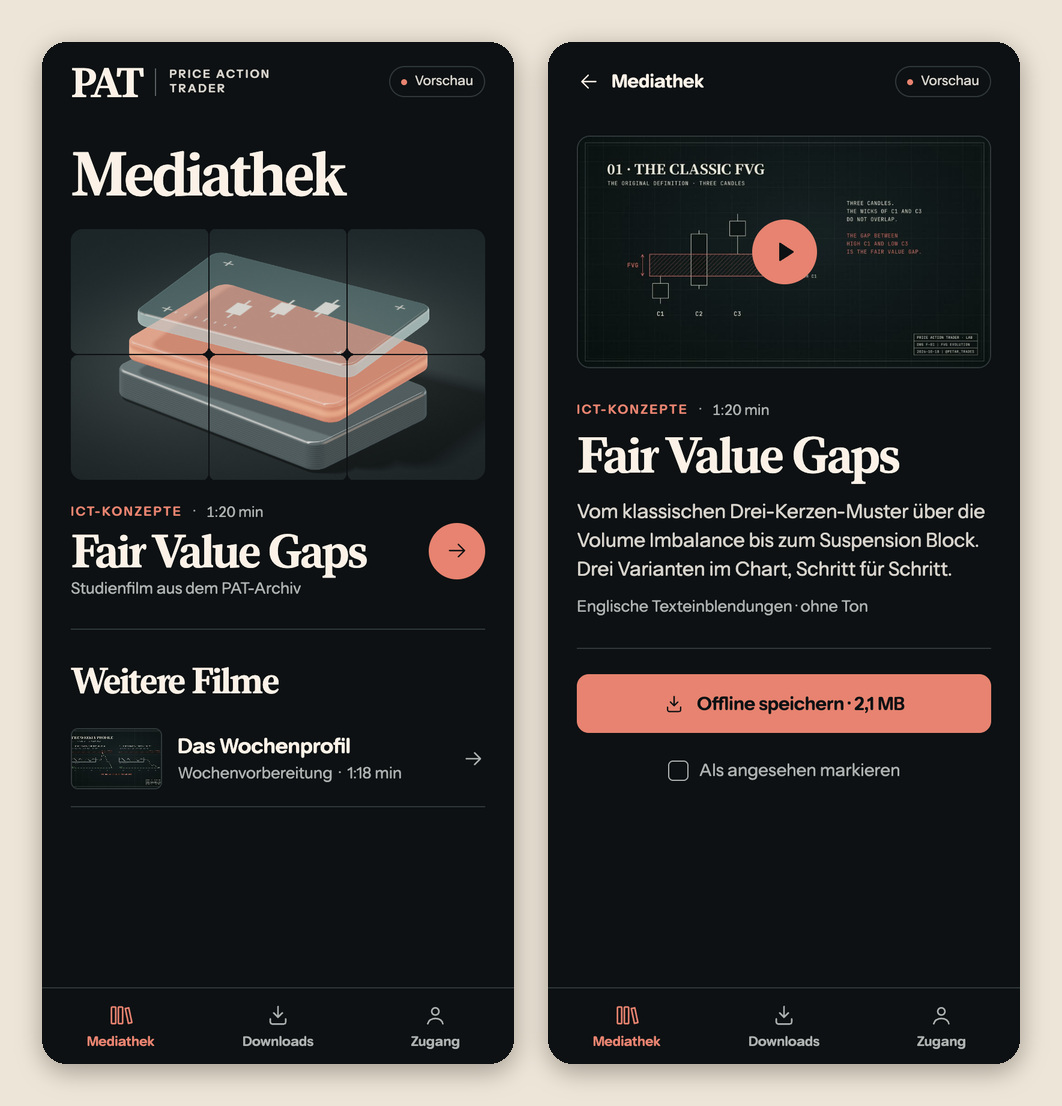 PAT
PRICE ACTION
TRADER
Vorschau
Mediathek
ICT-KONZEPTE · 1:20 min
Fair Value Gaps
Studienfilm aus dem PAT-Archiv
Weitere Filme
Das Wochenprofil
Wochenvorbereitung · 1:18 min
Mediathek
Downloads
Zugang
Mediathek
Vorschau
01 · THE CLASSIC FVG
THE ORIGINAL DEFINITION · THREE CANDLES
THREE CANDLES.
THE WICKS OF C1 AND C3
DO NOT OVERLAP.
THE GAP BETWEEN
HIGH C1 AND LOW C3
IS THE FAIR VALUE GAP.
FVG
C1
C1
C2
C3
PRICE ACTION TRADER · LAB
ICT-KONZEPTE · 1:20 min
Fair Value Gaps
Vom klassischen Drei-Kerzen-Muster über die
Volume Imbalance bis zum Suspension Block.
Drei Varianten im Chart, Schritt für Schritt.
Englische Texteinblendungen · ohne Ton
Offline speichern · 2,1 MB
Als angesehen markieren
Mediathek
Downloads
Zugang